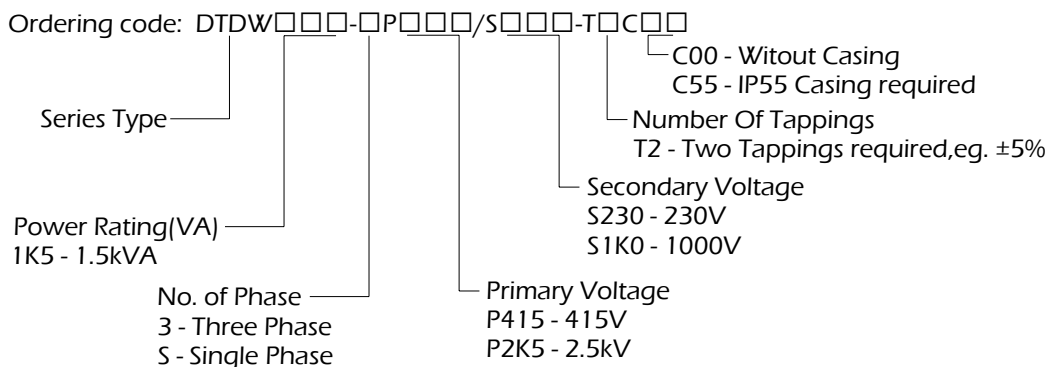 Ordering code: DTDW□□□-□P□□□/S□□□-T□C□□
C00 - Witout Casing
C55 - IP55 Casing required
Series Type
Number Of Tappings
T2 - Two Tappings required,eg. ±5%
Secondary Voltage
S230 - 230V
S1K0 - 1000V
Power Rating(VA)
1K5 - 1.5kVA
No. of Phase
3 - Three Phase
S - Single Phase
Primary Voltage
P415 - 415V
P2K5 - 2.5kV